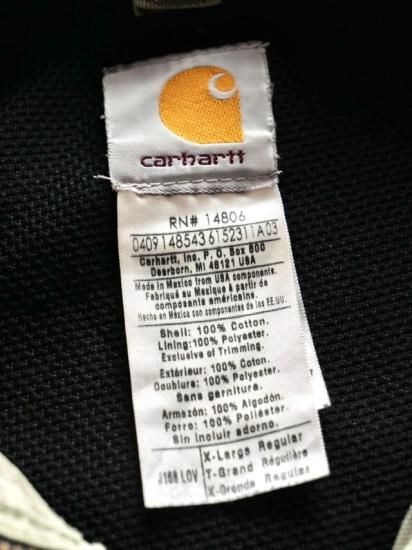 carhartt
RN# 14806
04091485436152311A03
Carhartt, Inc. P.O. Box 600
Dearborn, MI 48121 USA
Made in Mexico from USA componente.
Fabriqué au Mexique à partir de
composante américains.
Hecho en México con componentes de los EE.UU.
Shell: 100% Cotton.
Lining: 100% Polyester.
Exclusive of Trimming.
Extérieur: 100% Coton.
Doublure: 100% Polyester.
Sans garniture.
Armazón: 100% Algodón.
Forro: 100% Poliéster.
Sin incluir adorno.
J168 LOV
X-Large Regular
T-Grand Régulière
X-Grande Regular